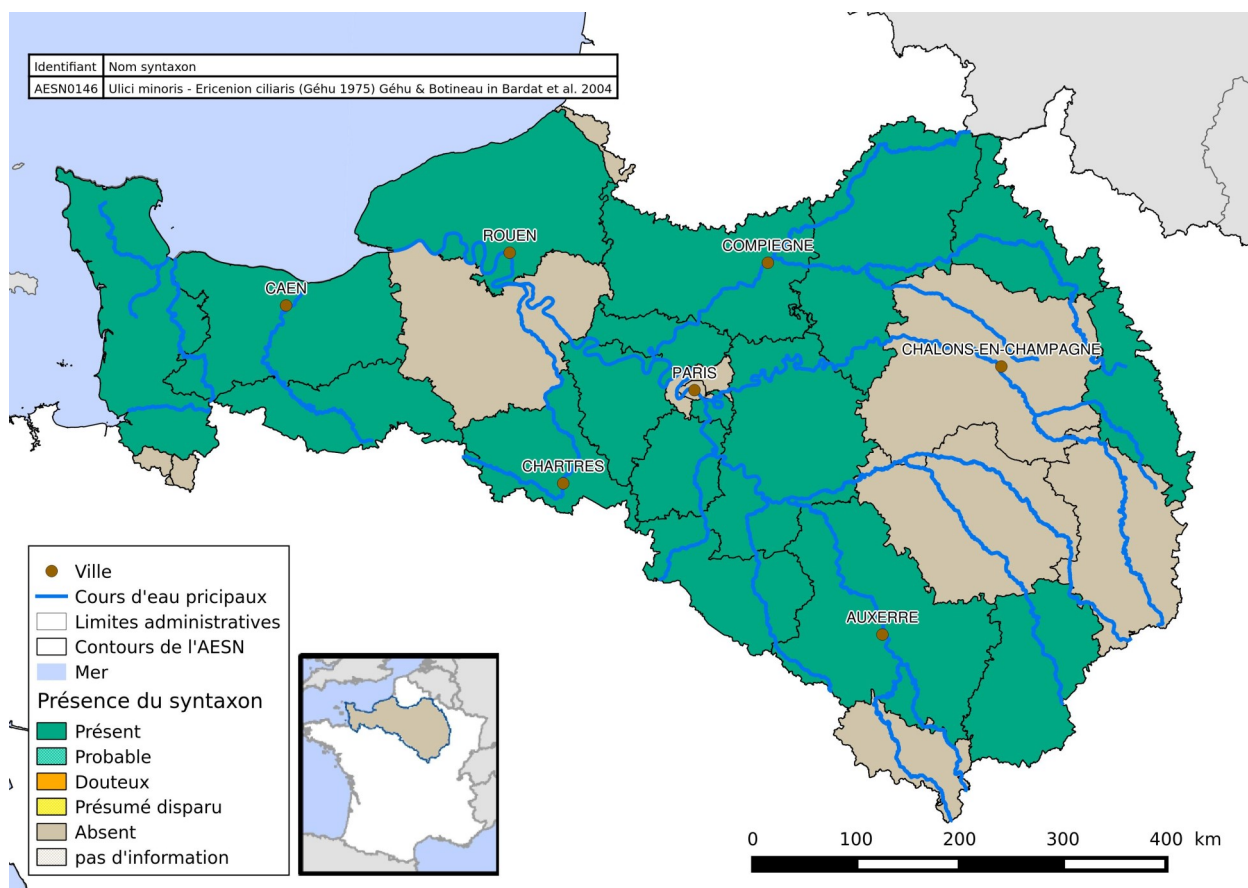 Identifiant Nom syntaxon
AESN0146 Ulici minoris - Ericenion ciliaris (Géhu 1975) Géhu & Botineau in Bardat et al. 2004
ROUEN
COMPIEGNE
CAEN
CHALONS-EN-CHAMPAGNE
PARIS
CHARTRES
AUXERRE
Ville
Cours d'eau pricipaux
Limites administratives
Contours de l'AESN
Mer
Présence du syntaxon
Présent
Probable
Douteux
Présumé disparu
Absent
pas d'information
0 100 200 300 400 km